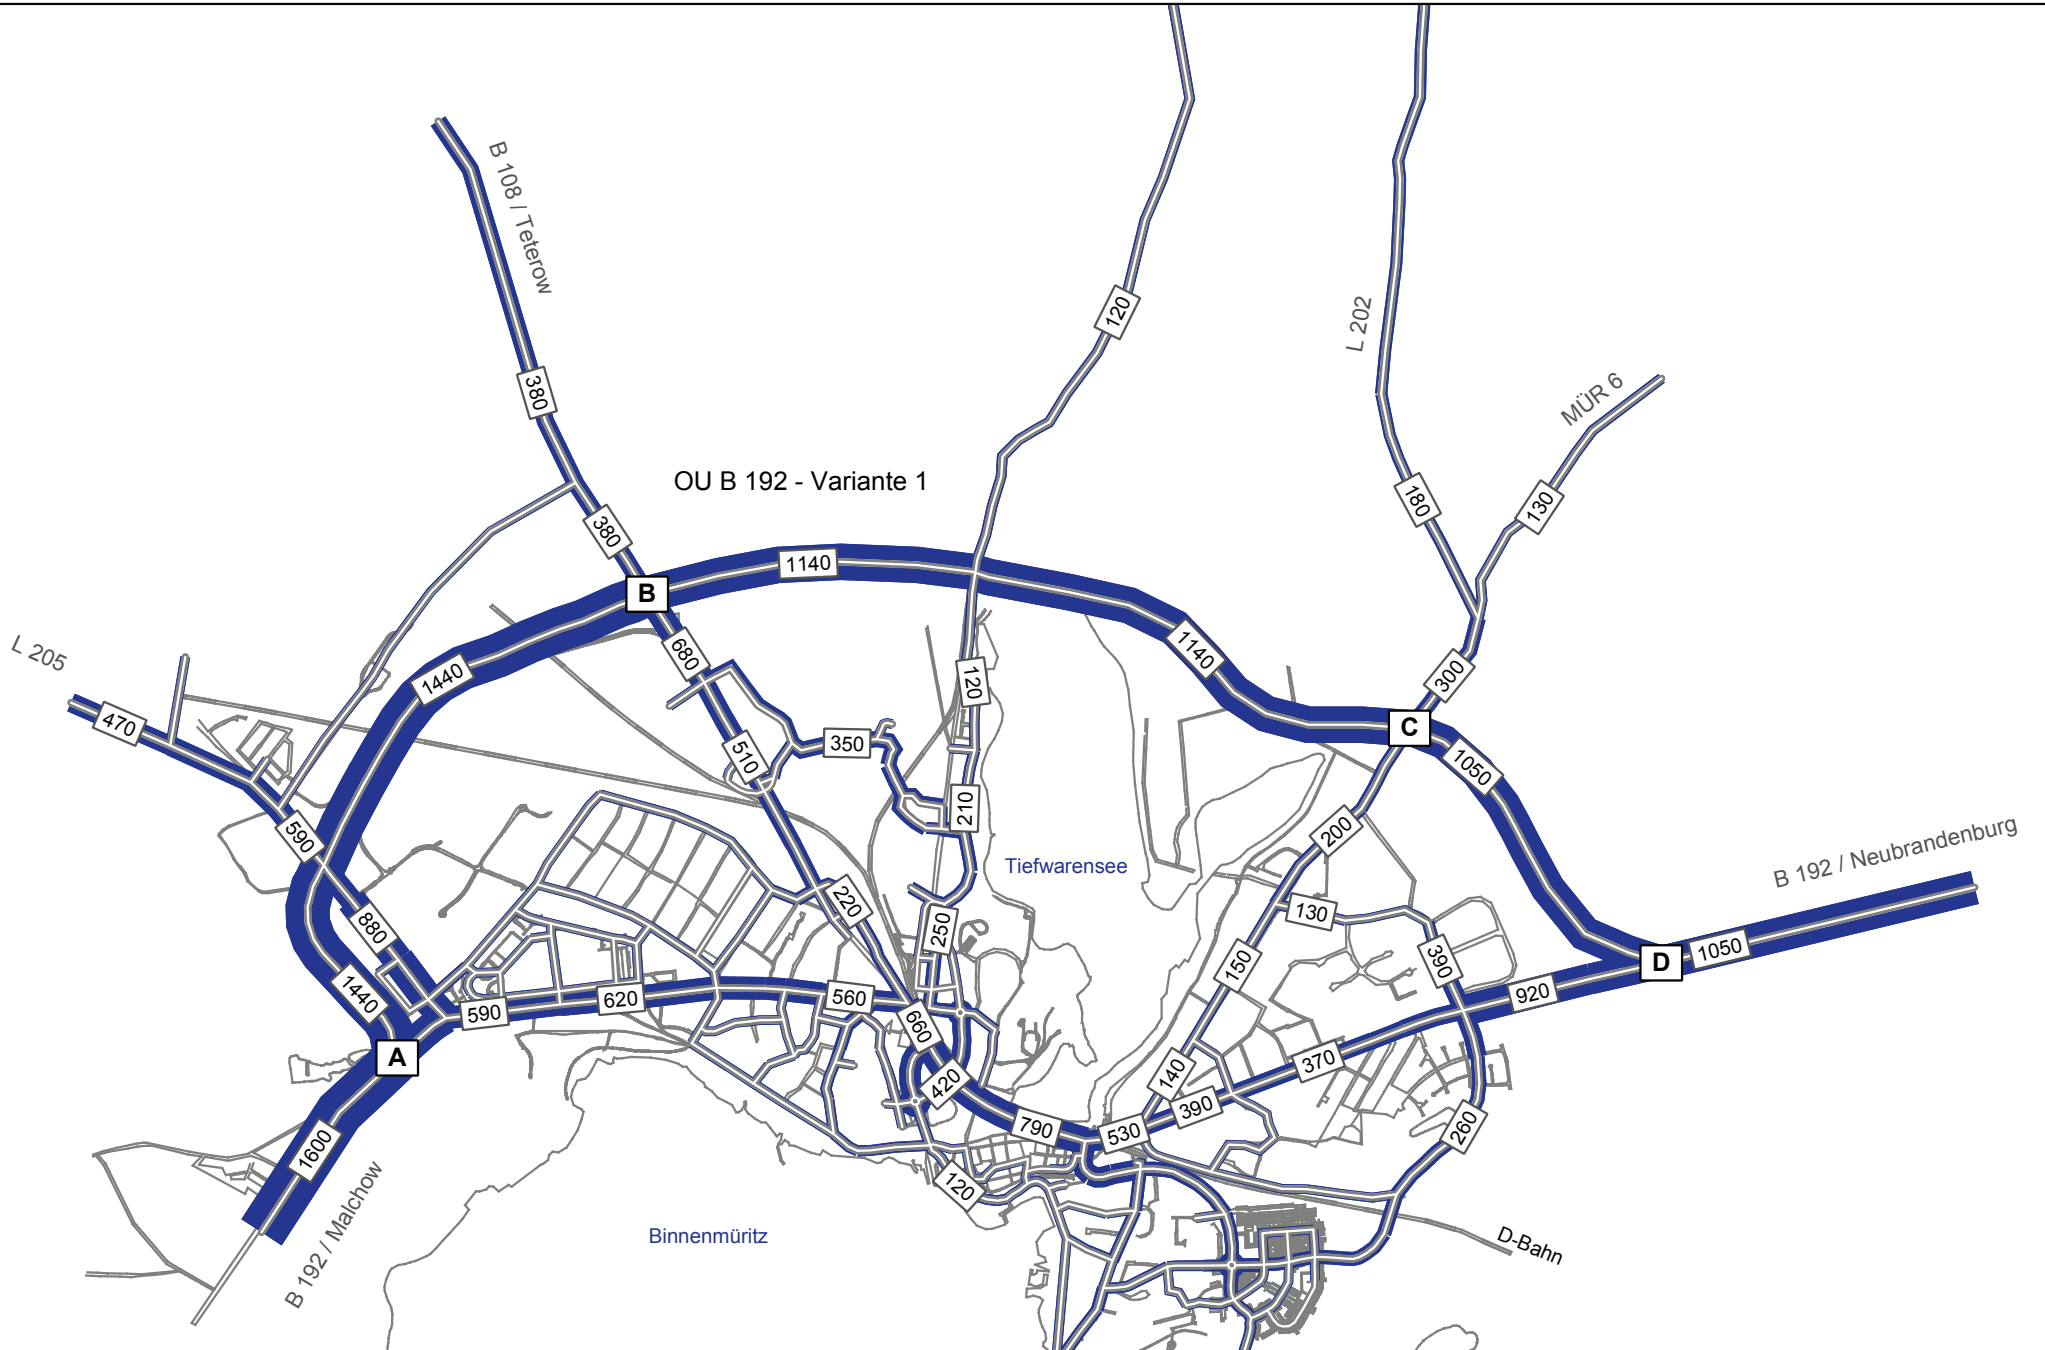 B 108 / Teterow
120
L 202
380
MÜR 6
OU B 192 - Variante 1
180
130
380
1140
B
L 205
680
1140
300
1440
120
470
C
510
350
1050
210
590
200
Tiefwarensee
B 192 / Neubrandenburg
220
130
880
250
150
390
1050
D
1440
590
620
560
920
660
A
370
140
420
390
1600
790
530
260
120
B 192 / Malchow
Binnenmüritz
D-Bahn